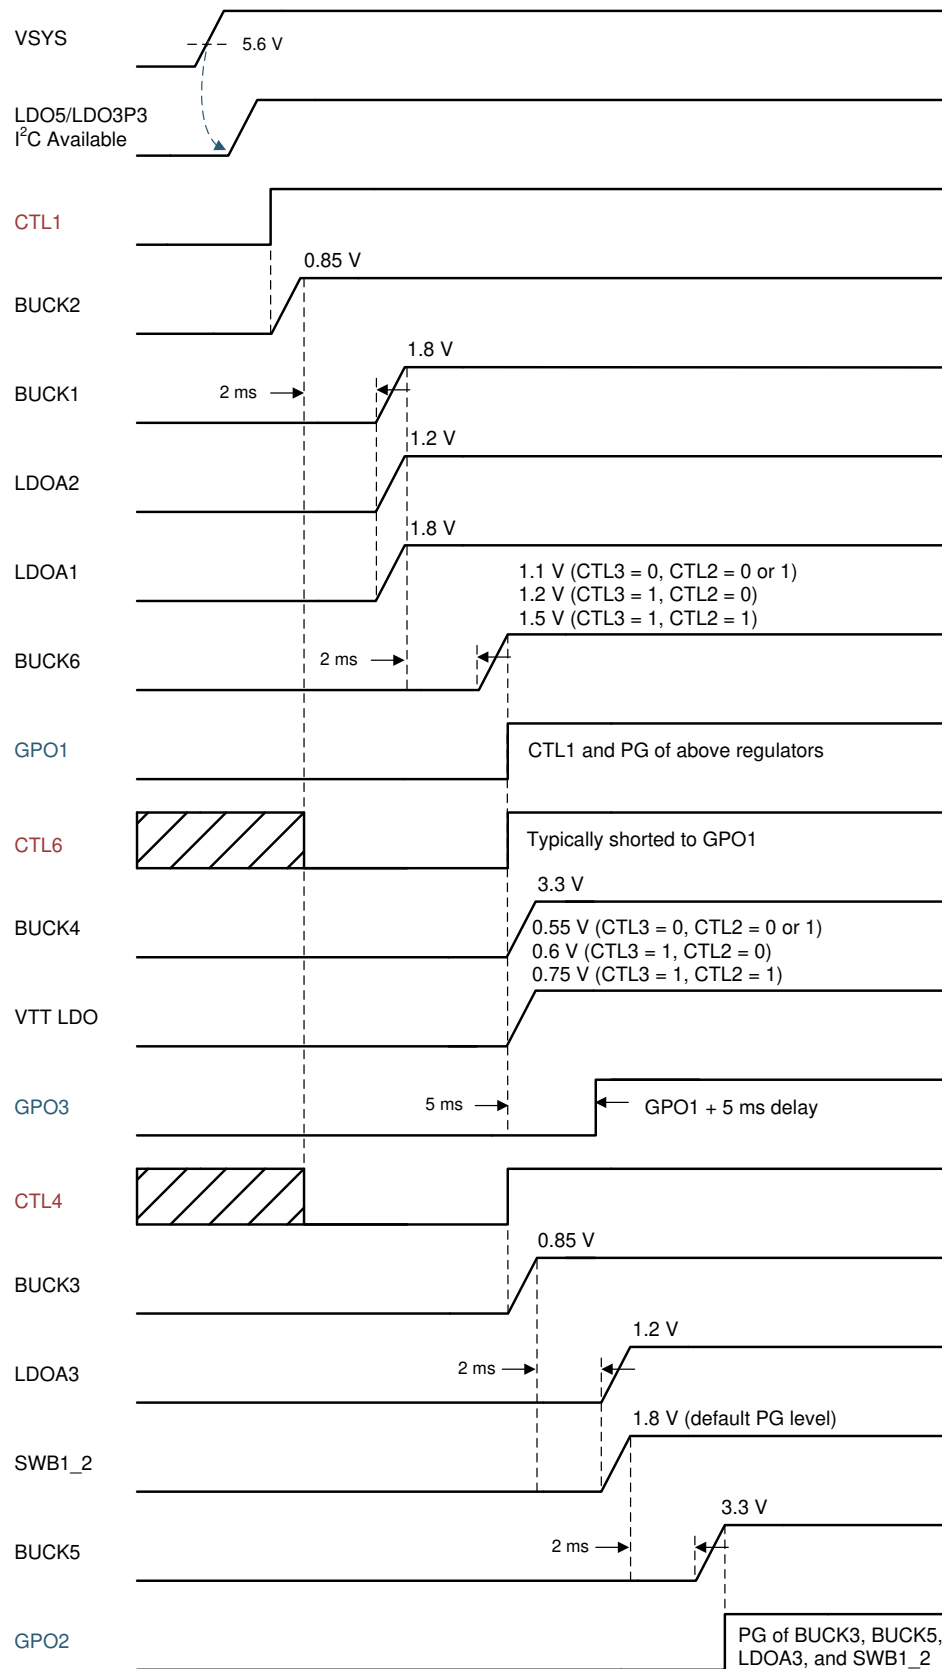 VSYS
5.6 V
LDO5/LDO3P3
I²C Available
CTL1
0.85 V
BUCK2
1.8 V
BUCK1
2 ms
1.2 V
LDOA2
1.8 V
LDOA1
1.1 V (CTL3 = 0, CTL2 = 0 or 1)
1.2 V (CTL3 = 1, CTL2 = 0)
1.5 V (CTL3 = 1, CTL2 = 1)
BUCK6
2 ms
GPO1
CTL1 and PG of above regulators
CTL6
Typically shorted to GPO1
3.3 V
BUCK4
0.55 V (CTL3 = 0, CTL2 = 0 or 1)
0.6 V (CTL3 = 1, CTL2 = 0)
0.75 V (CTL3 = 1, CTL2 = 1)
VTT LDO
GPO3
5 ms
GPO1 + 5 ms delay
CTL4
0.85 V
BUCK3
1.2 V
LDOA3
2 ms
1.8 V (default PG level)
SWB1_2
3.3 V
BUCK5
2 ms
GPO2
PG of BUCK3, BUCK5,
LDOA3, and SWB1_2